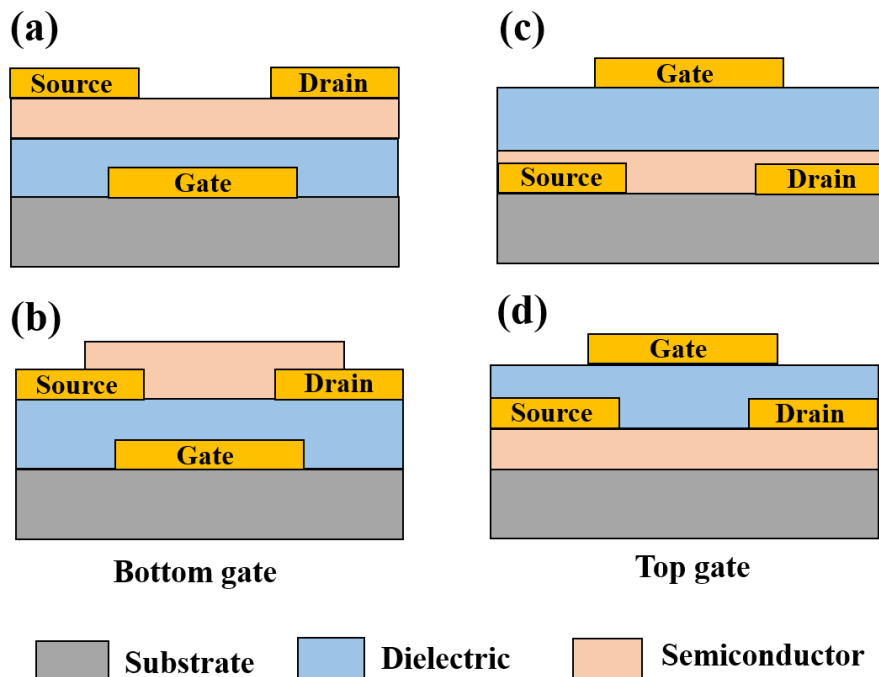 (a)
Source
Drain
Gate
(c)
Gate
Source
Drain
(b)
Source
Drain
Gate
Bottom gate
(d)
Gate
Source
Drain
Top gate
Substrate
Dielectric
Semiconductor